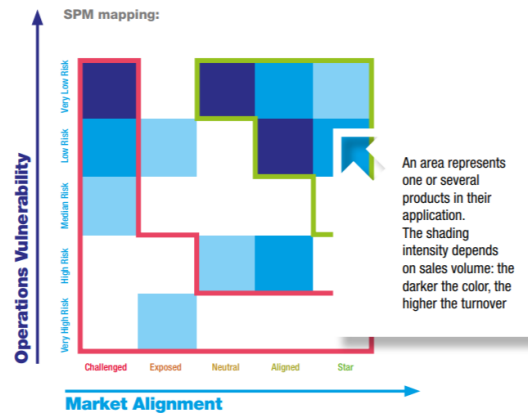 SPM mapping:
Operations Vulnerability
Very Low Risk
Low Risk
Median Risk
High Risk
Very High Risk
An area represents
one or several
products in their
application.
The shading
intensity depends
on sales volume: the
darker the color, the
higher the turnover
Challenged Exposed Neutral Aligned Star
Market Alignment